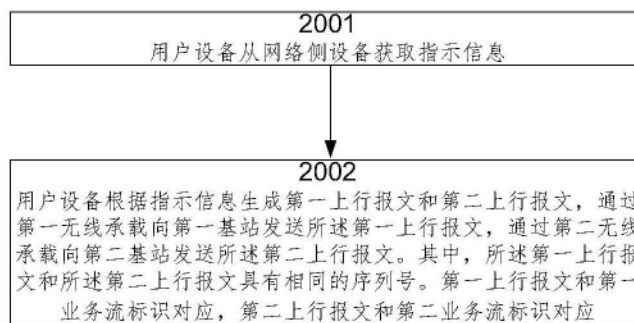 2001
用户设备从网络侧设备获取指示信息
2002
用户设备根据指示信息生成第一上行报文和第二上行报文，通过
第一无线承载向第一基站发送所述第一上行报文，通过第二无线
承载向第二基站发送所述第二上行报文。其中，所述第一上行报
文和所述第二上行报文具有相同的序列号。第一上行报文和第一
业务流标识对应，第二上行报文和第二业务流标识对应